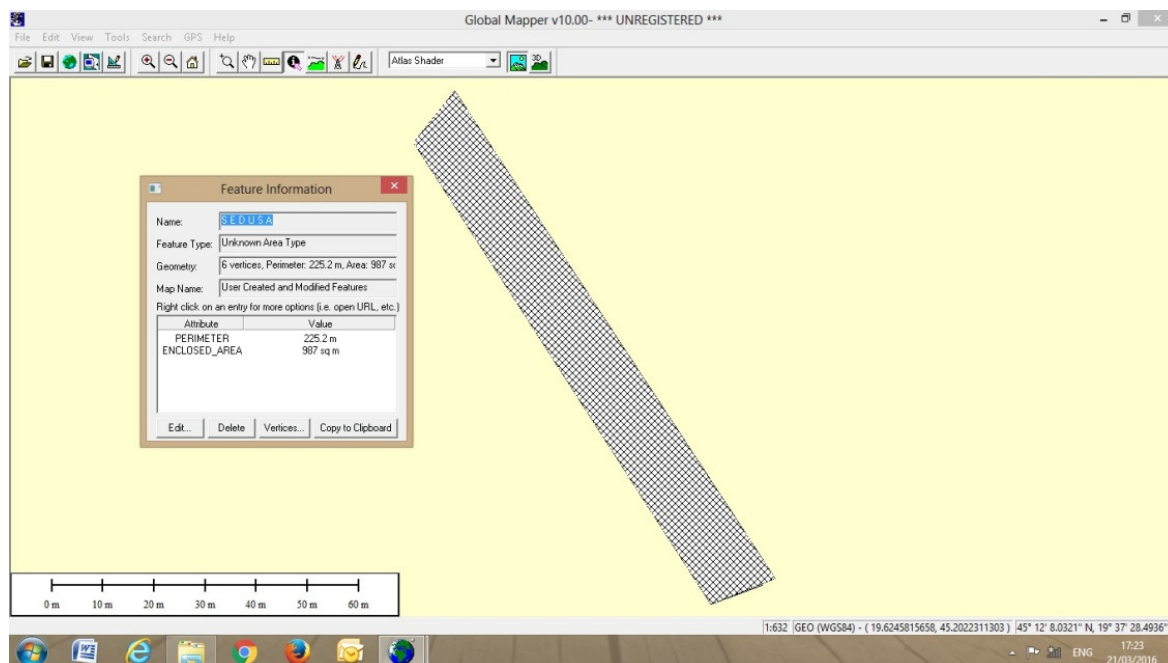 Global Mapper v10.00- *** UNREGISTERED ***
File Edit View Tools Search GPS Help
Atlas Shader
3D
Feature Information
Name: S E D U S A
Feature Type: Unknown Area Type
Geometry: 6 vertices, Perimeter: 225.2 m, Area: 987 sc
Map Name: User Created and Modified Features
Right click on an entry for more options (i.e. open URL, etc.)
Attribute Value
PERIMETER 225.2 m
ENCLOSED_AREA 987 sq m
Edit... Delete Vertices... Copy to Clipboard
0 m 10 m 20 m 30 m 40 m 50 m 60 m
1:632 GEO (WGS84) - ( 19.6245815658, 45.2022311303 ) 45° 12' 8.0321" N, 19° 37' 28.4936"
ENG 17:23
21/03/2016